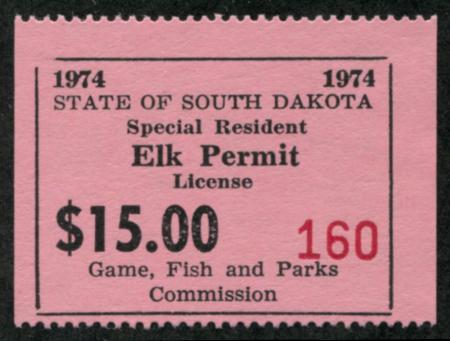 1974 1974
STATE OF SOUTH DAKOTA
Special Resident
Elk Permit
License
$15.00 160
Game, Fish and Parks
Commission